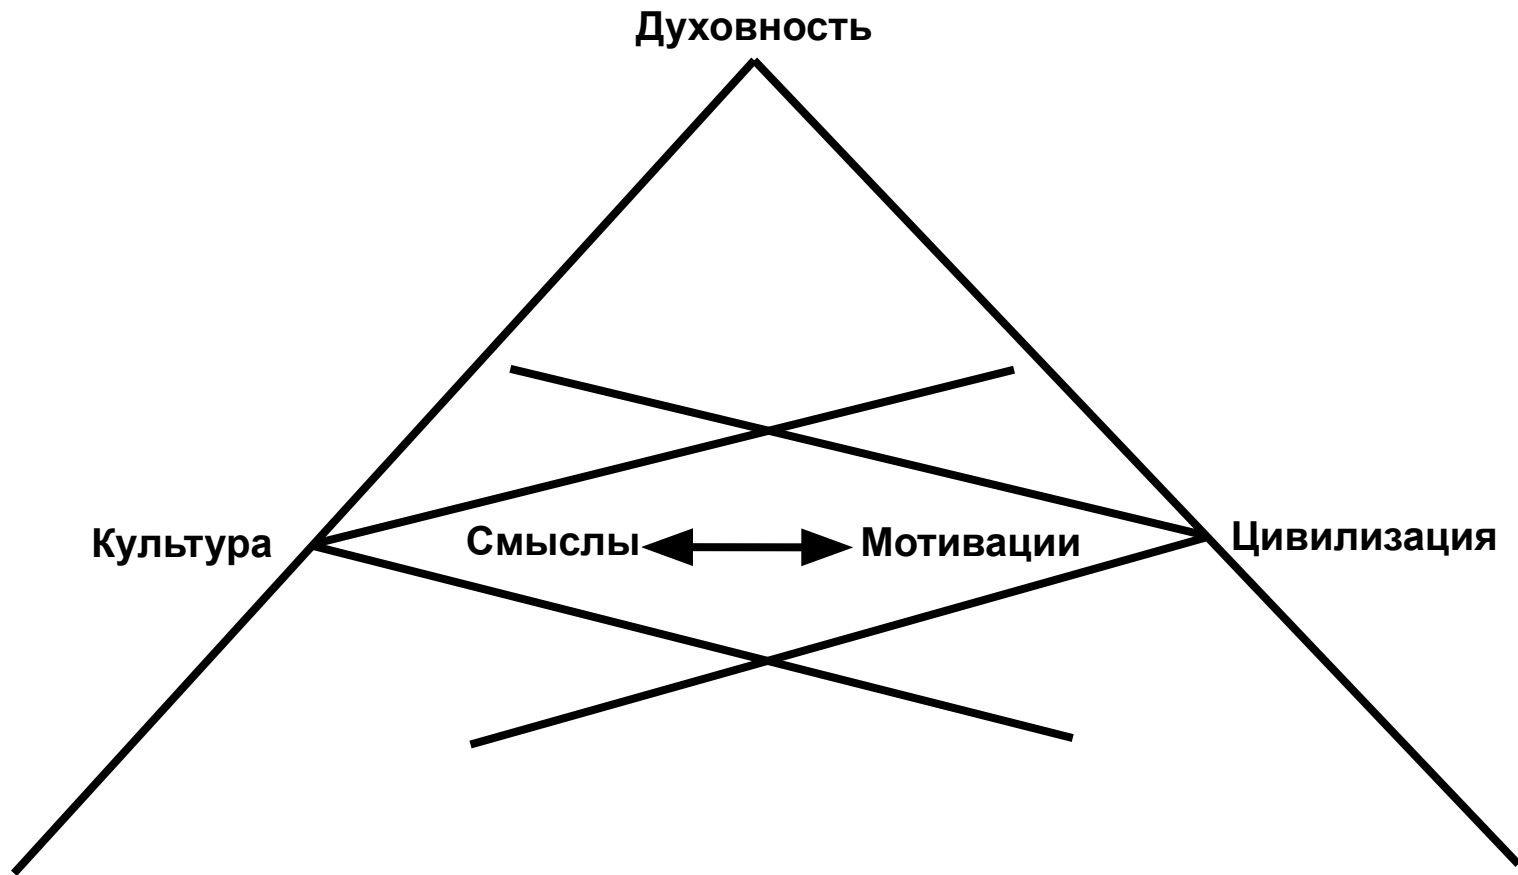 Духовность
Культура
Смыслы
Мотивации
Цивилизация